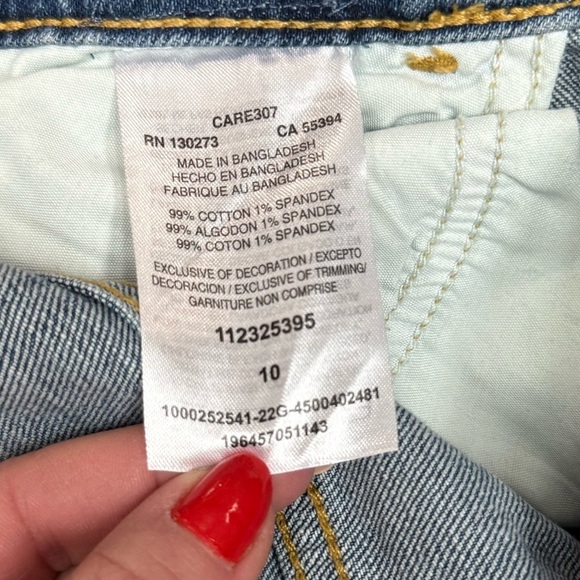 CARE307
RN 130273 CA 55394
MADE IN BANGLADESH
HECHO EN BANGLADESH
FABRIQUE AU BANGLADESH
99% COTTON 1% SPANDEX
99% ALGODON 1% SPANDEX
99% COTON 1% SPANDEX
EXCLUSIVE OF DECORATION / EXCEPTO
DECORACION / EXCLUSIVE OF TRIMMING/
GARNITURE NON COMPRISE
112325395
10
1000252541-22G-4500402481
196457051143